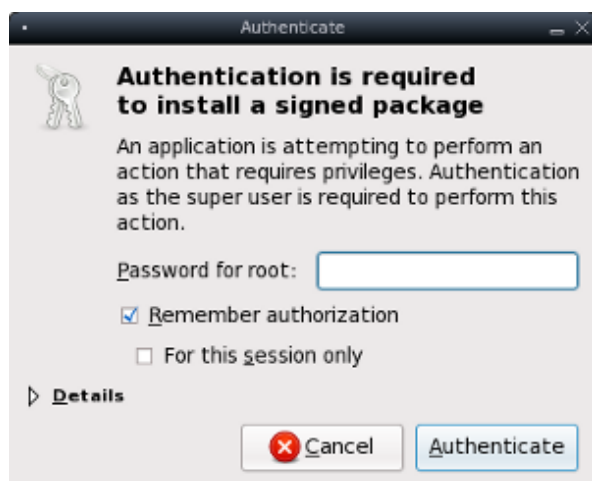 Authenticate
Authentication is required
to install a signed package
An application is attempting to perform an
action that requires privileges. Authentication
as the super user is required to perform this
action.
Password for root:
Remember authorization
For this session only
Details
Cancel Authenticate